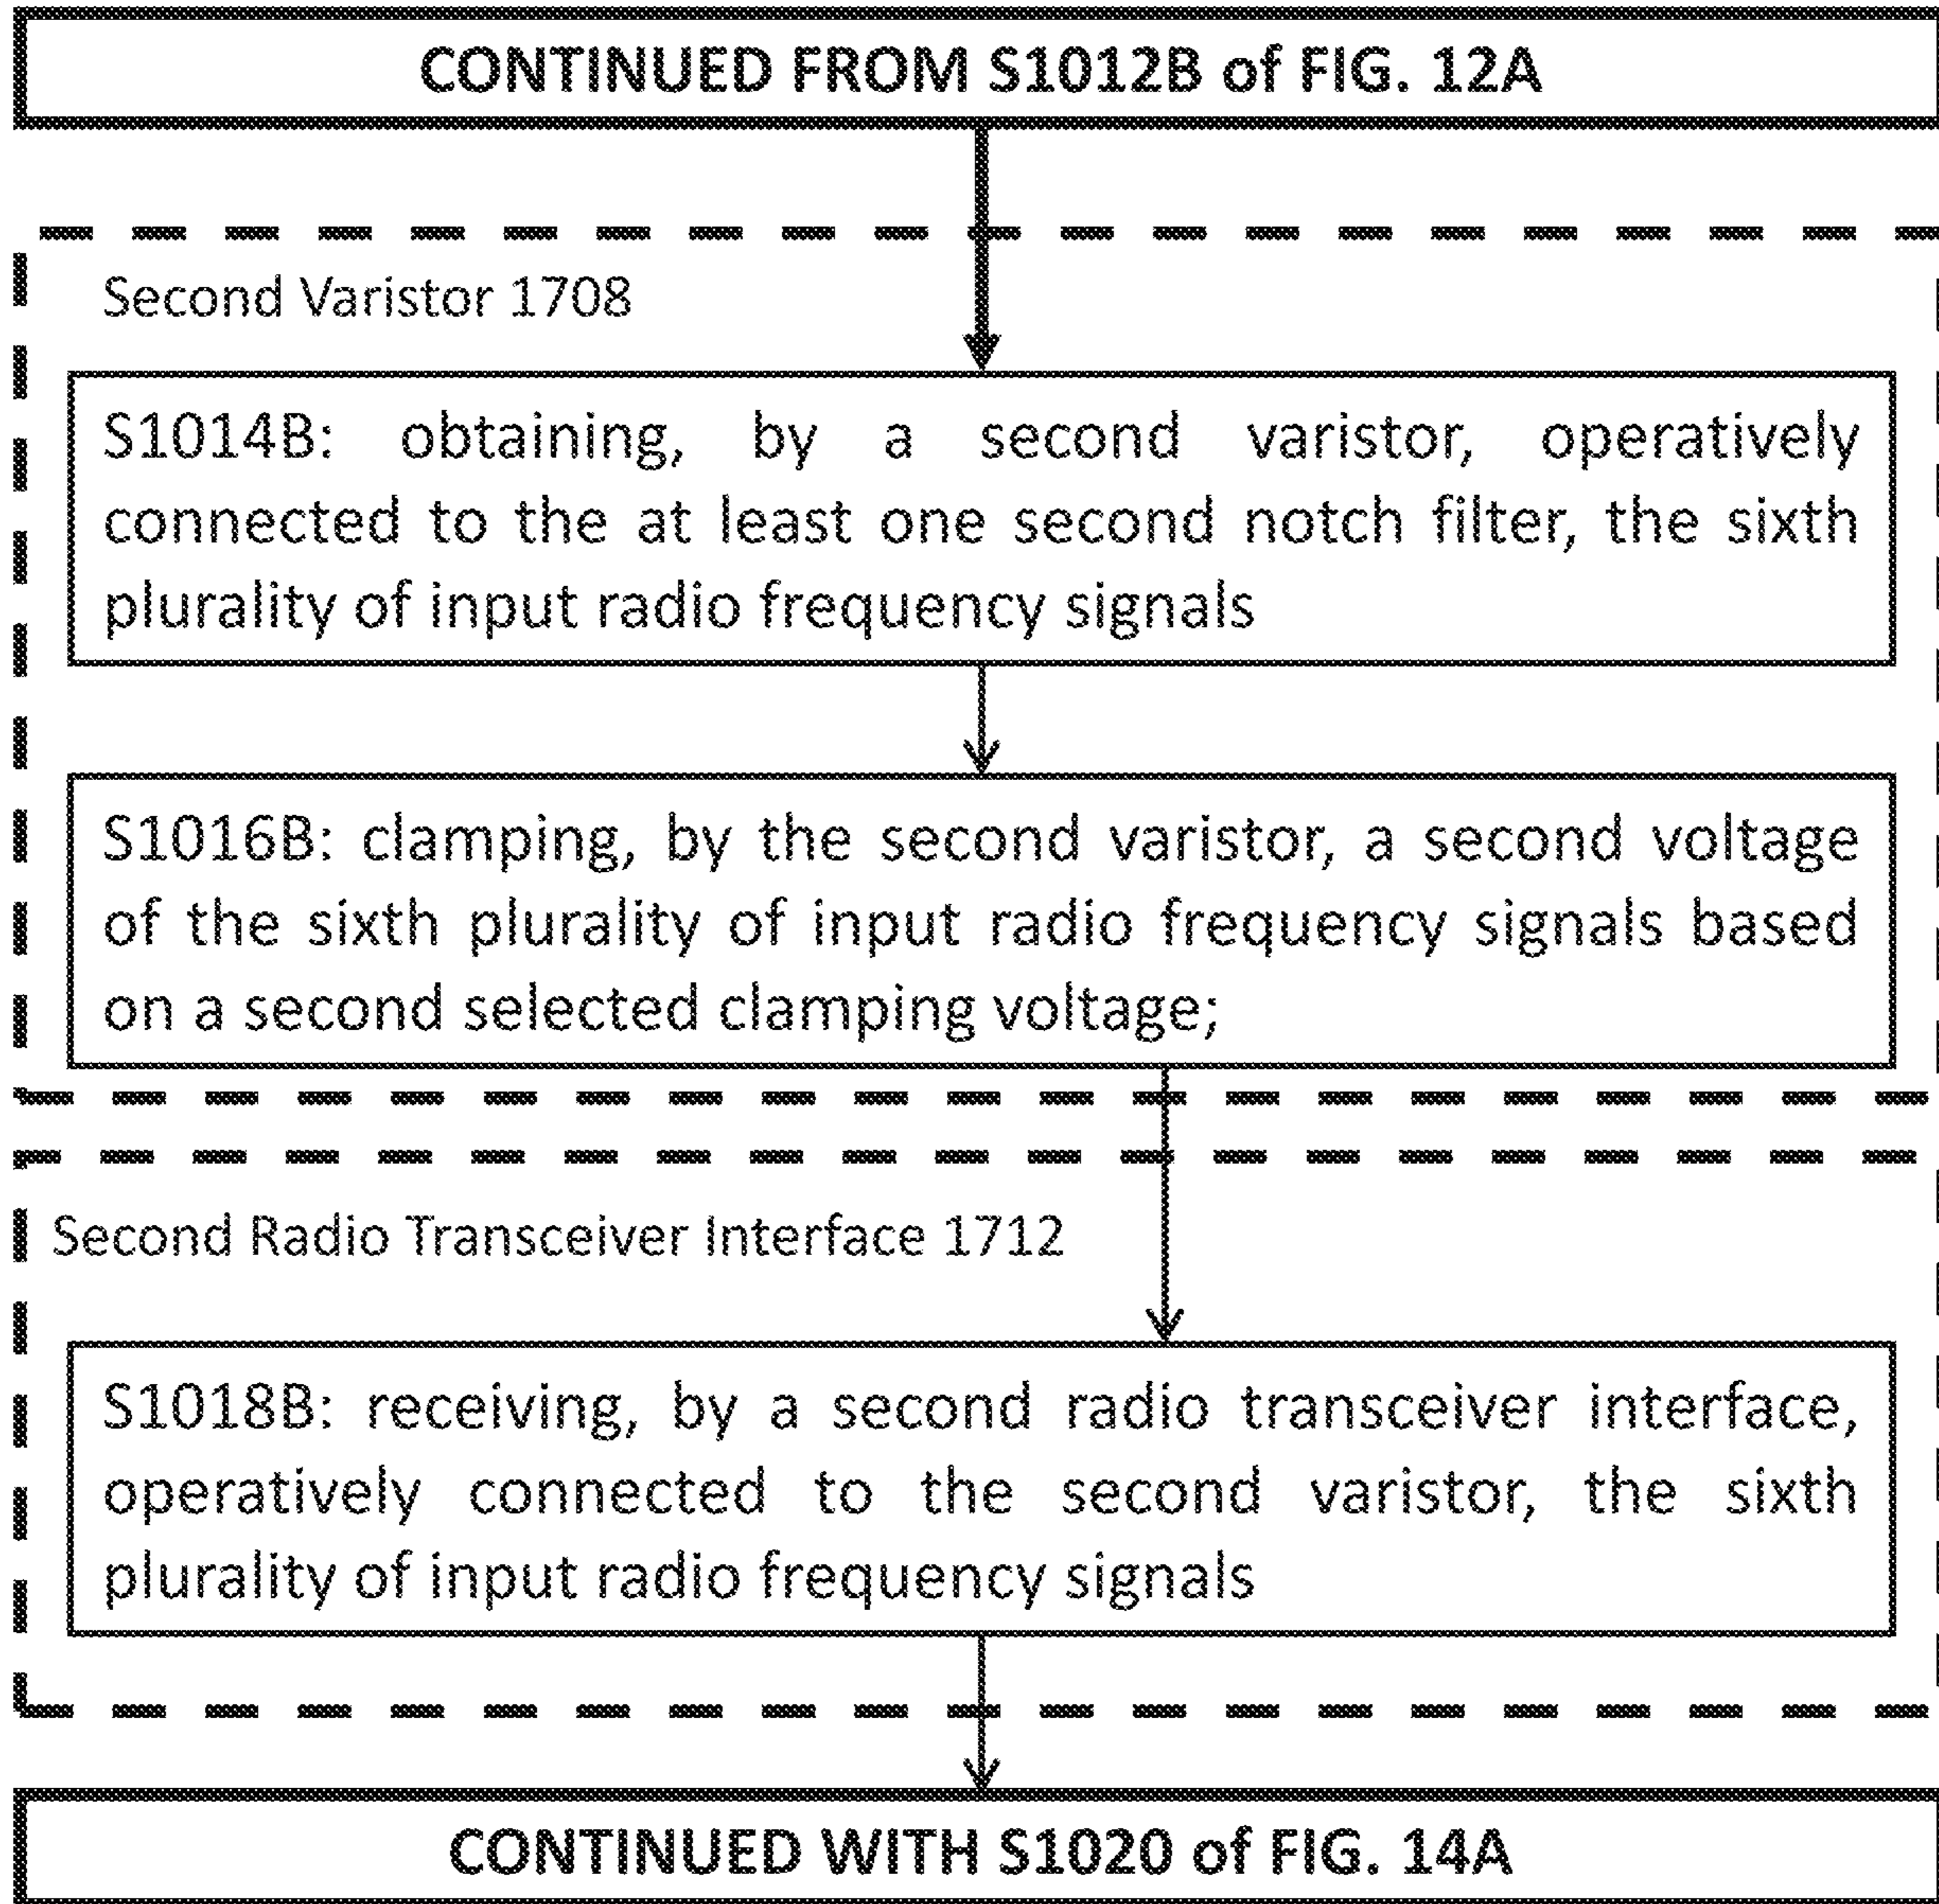 CONTINUED FROM S1012B of FIG. 12A
Second Varistor 1708
S1014B: obtaining, by a second varistor, operatively
connected to the at least one second notch filter, the sixth
plurality of input radio frequency signals
S1016B: clamping, by the second varistor, a second voltage
of the sixth plurality of input radio frequency signals based
on a second selected clamping voltage;
Second Radio Transceiver Interface 1712
S1018B: receiving, by a second radio transceiver interface,
operatively connected to the second varistor, the sixth
plurality of input radio frequency signals
CONTINUED WITH S1020 of FIG. 14A